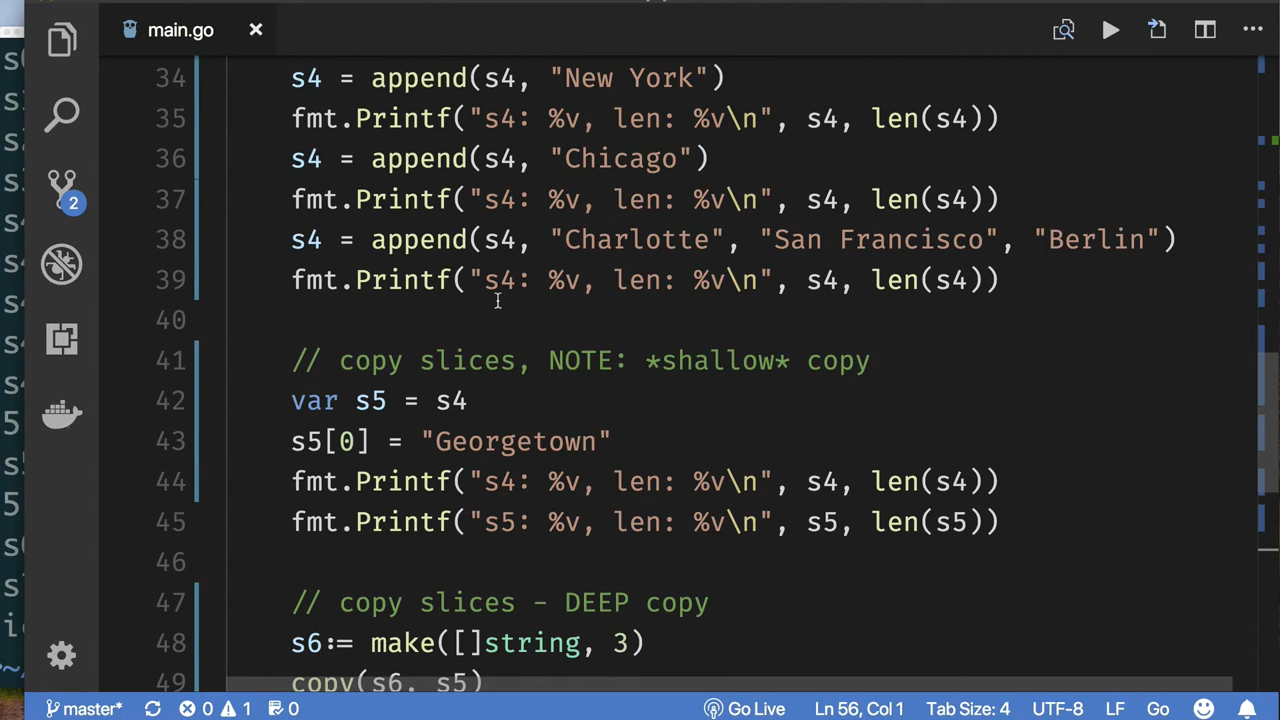 main.go
34 s4 = append(s4, "New York")
35 fmt.Printf("s4: %v, len: %v\n", s4, len(s4))
36 s4 = append(s4, "Chicago")
37 fmt.Printf("s4: %v, len: %v\n", s4, len(s4))
38 s4 = append(s4, "Charlotte", "San Francisco", "Berlin")
39 fmt.Printf("s4: %v, len: %v\n", s4, len(s4))
40
41 // copy slices, NOTE: *shallow* copy
42 var s5 = s4
43 s5[0] = "Georgetown"
44 fmt.Printf("s4: %v, len: %v\n", s4, len(s4))
45 fmt.Printf("s5: %v, len: %v\n", s5, len(s5))
46
47 // copy slices - DEEP copy
48 s6:= make([]string, 3)
49 copy(s6, s5)
2
master* 0 1 0 Go Live Ln 56, Col 1 Tab Size: 4 UTF-8 LF Go